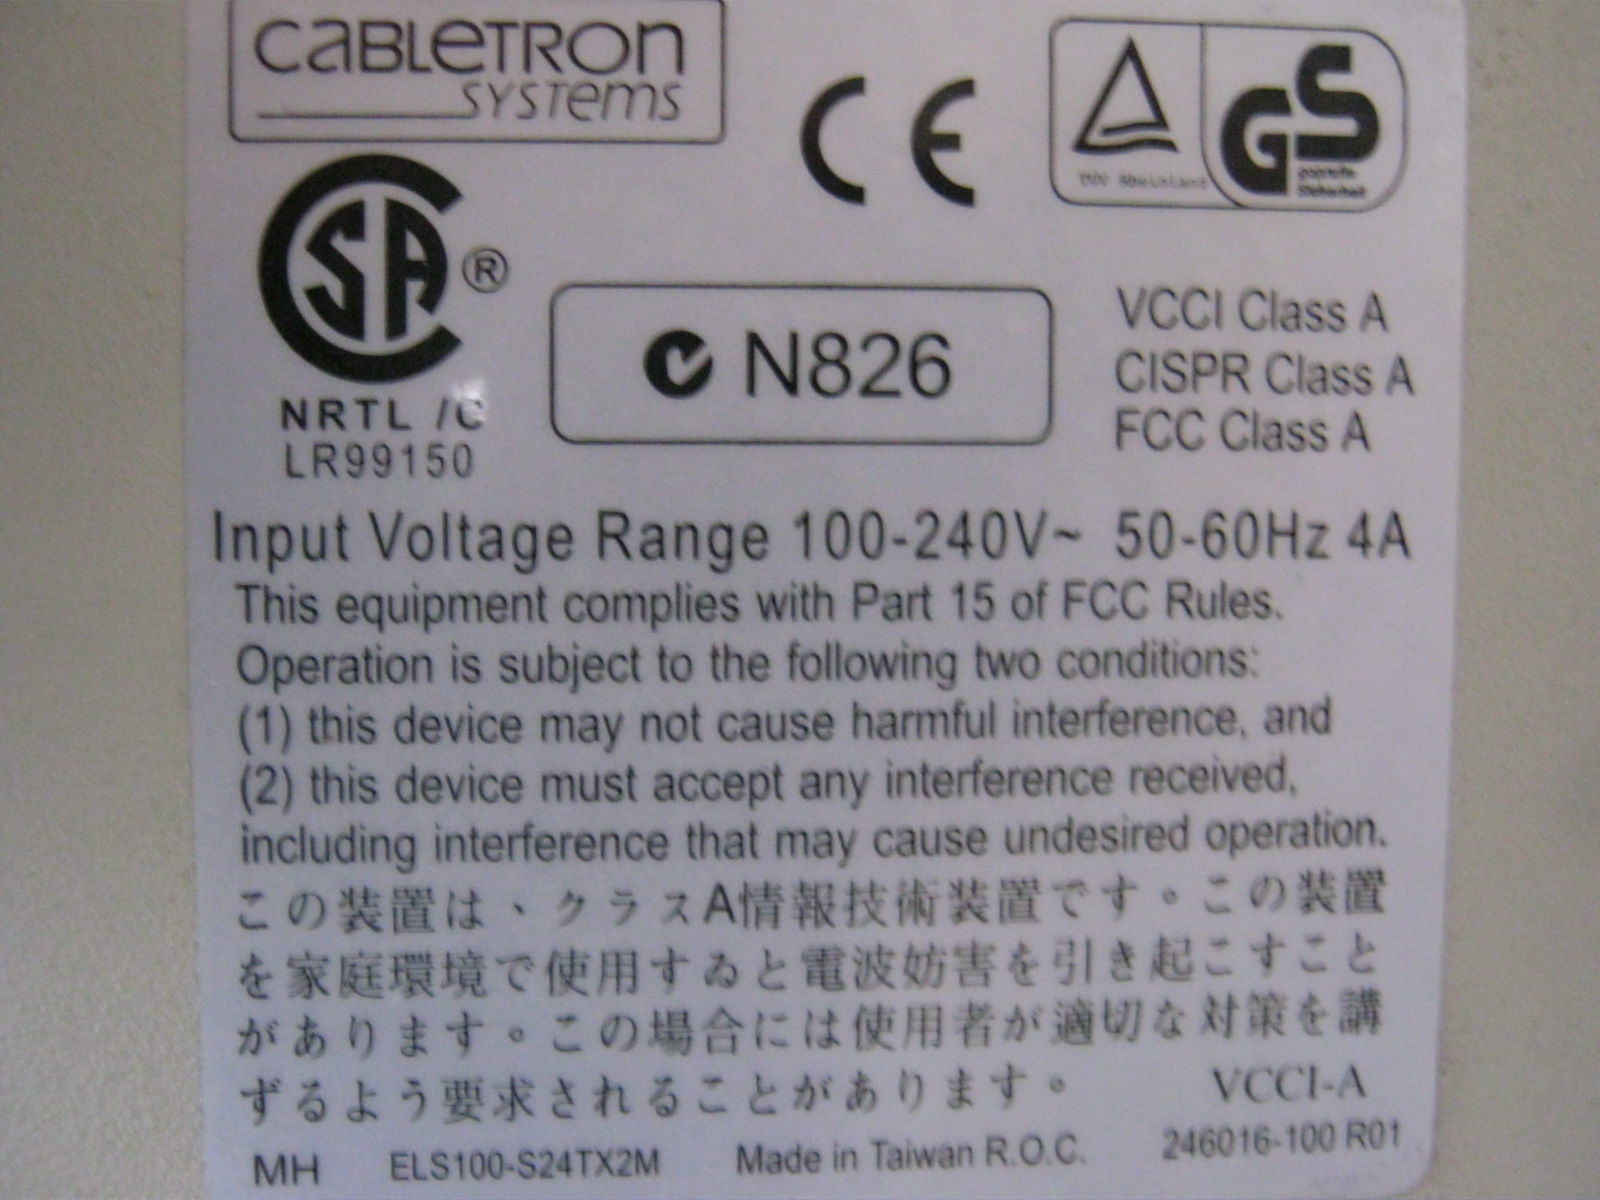 cabletron
systems
CE
TÜV Rheinland
GS
geprüfte
Sicherheit
SA ®
NRTL /C
LR99150
N826
VCCI Class A
CISPR Class A
FCC Class A
Input Voltage Range 100-240V~ 50-60Hz 4A
This equipment complies with Part 15 of FCC Rules.
Operation is subject to the following two conditions:
(1) this device may not cause harmful interference, and
(2) this device must accept any interference received,
including interference that may cause undesired operation.
この装置は、クラスA情報技術装置です。この装置
を家庭環境で使用すゐと電波妨害を引き起こすこと
があります。この場合には使用者が適切な対策を講
ずるよう要求されることがあります。 VCCI-A
MH ELS100-S24TX2M Made in Taiwan R.O.C. 246016-100 R01